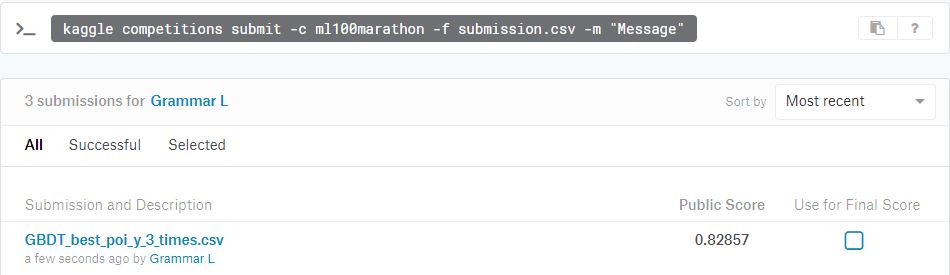 >_ kaggle competitions submit -c ml100marathon -f submission.csv -m "Message" ?
3 submissions for Grammar L Sort by Most recent
All Successful Selected
Submission and Description Public Score Use for Final Score
GBDT_best_poi_y_3_times.csv 0.82857
a few seconds ago by Grammar L